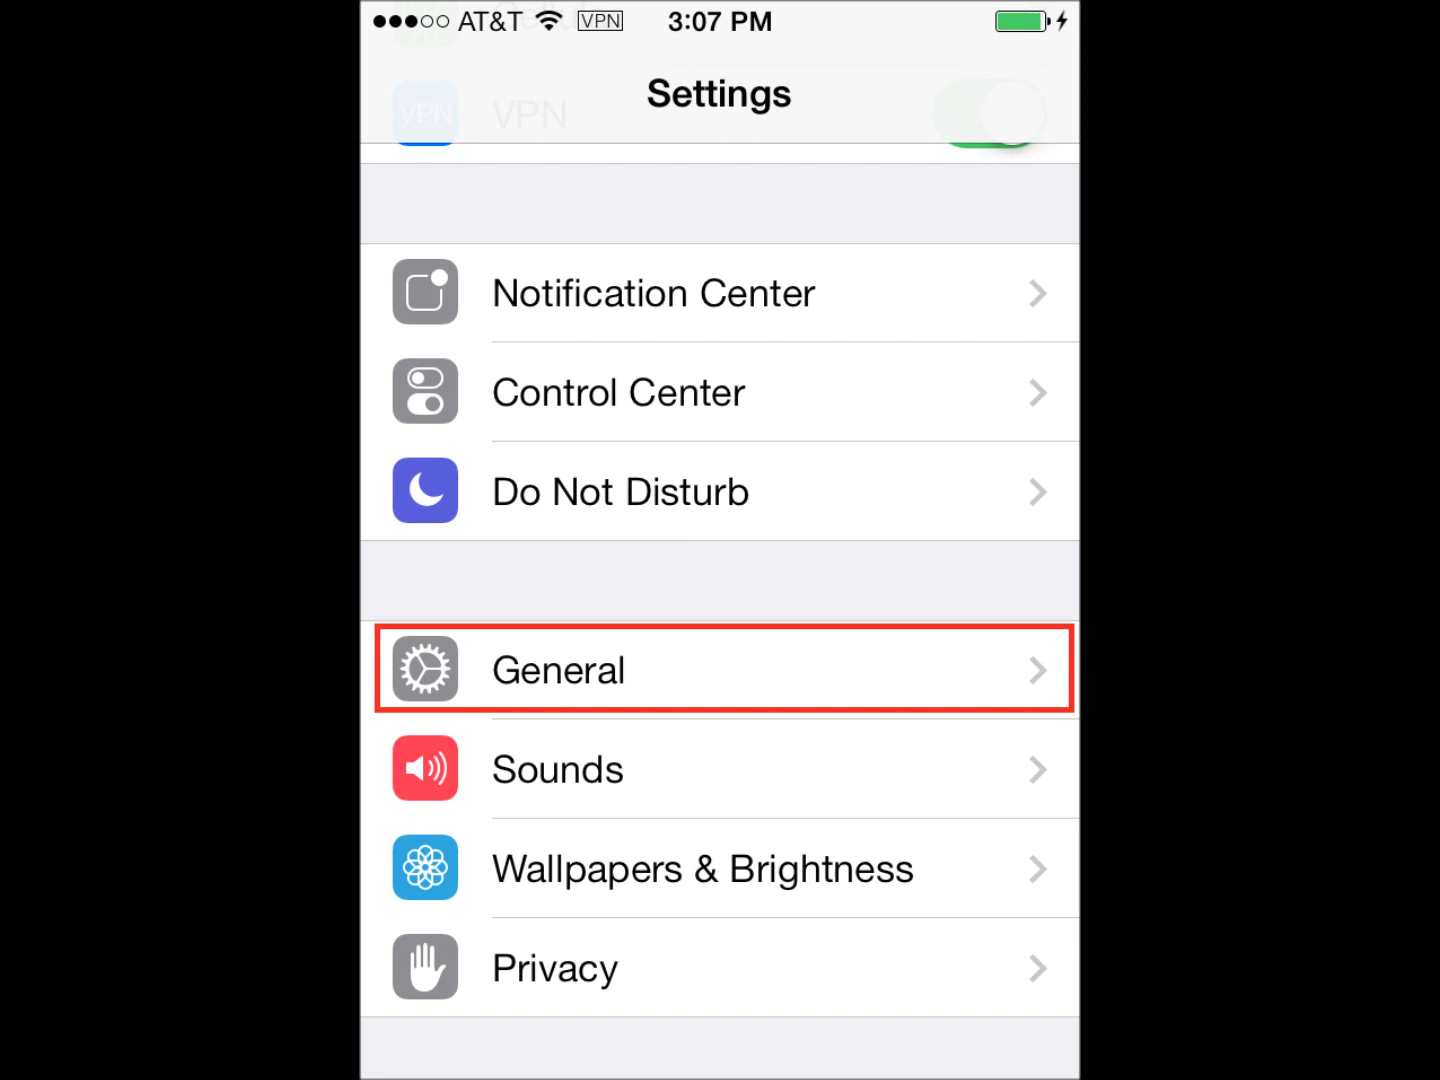 AT&T VPN 3:07 PM
Settings
VPN VPN
Notification Center
Control Center
Do Not Disturb
General
Sounds
Wallpapers & Brightness
Privacy